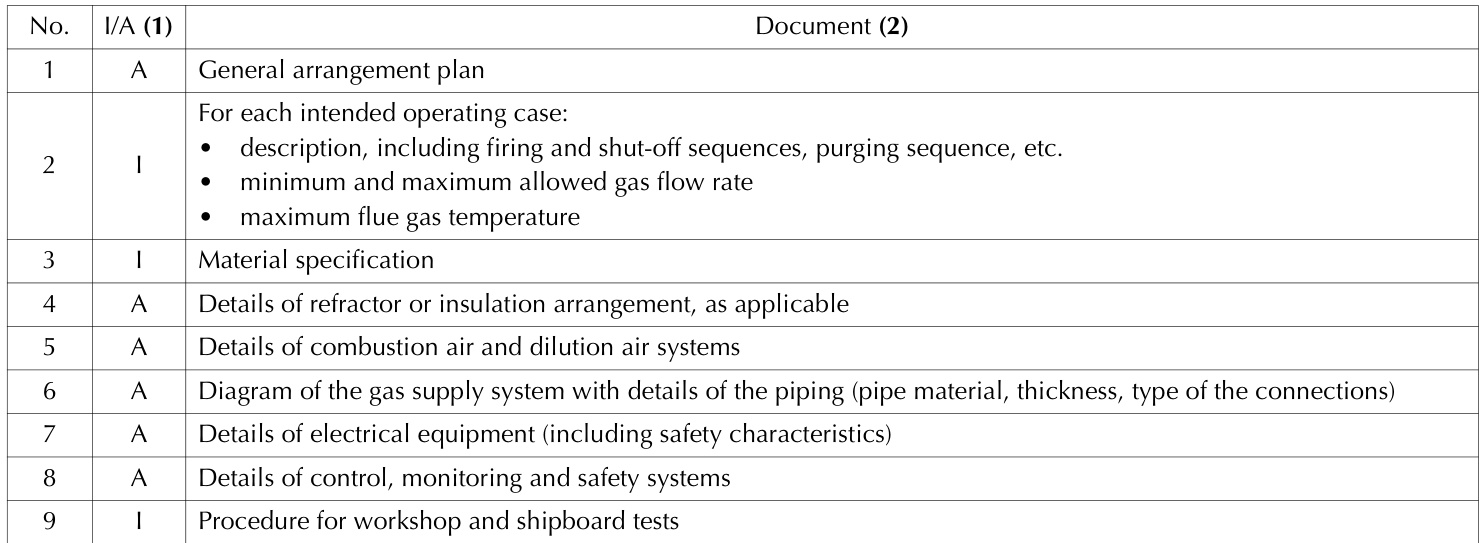 No. I/A (1) Document (2)
1 A General arrangement plan
For each intended operating case:
• description, including firing and shut-off sequences, purging sequence, etc.
2 I
• minimum and maximum allowed gas flow rate
• maximum flue gas temperature
3 I Material specification
4 A Details of refractor or insulation arrangement, as applicable
5 A Details of combustion air and dilution air systems
6 A Diagram of the gas supply system with details of the piping (pipe material, thickness, type of the connections)
7 A Details of electrical equipment (including safety characteristics)
8 A Details of control, monitoring and safety systems
9 I Procedure for workshop and shipboard tests